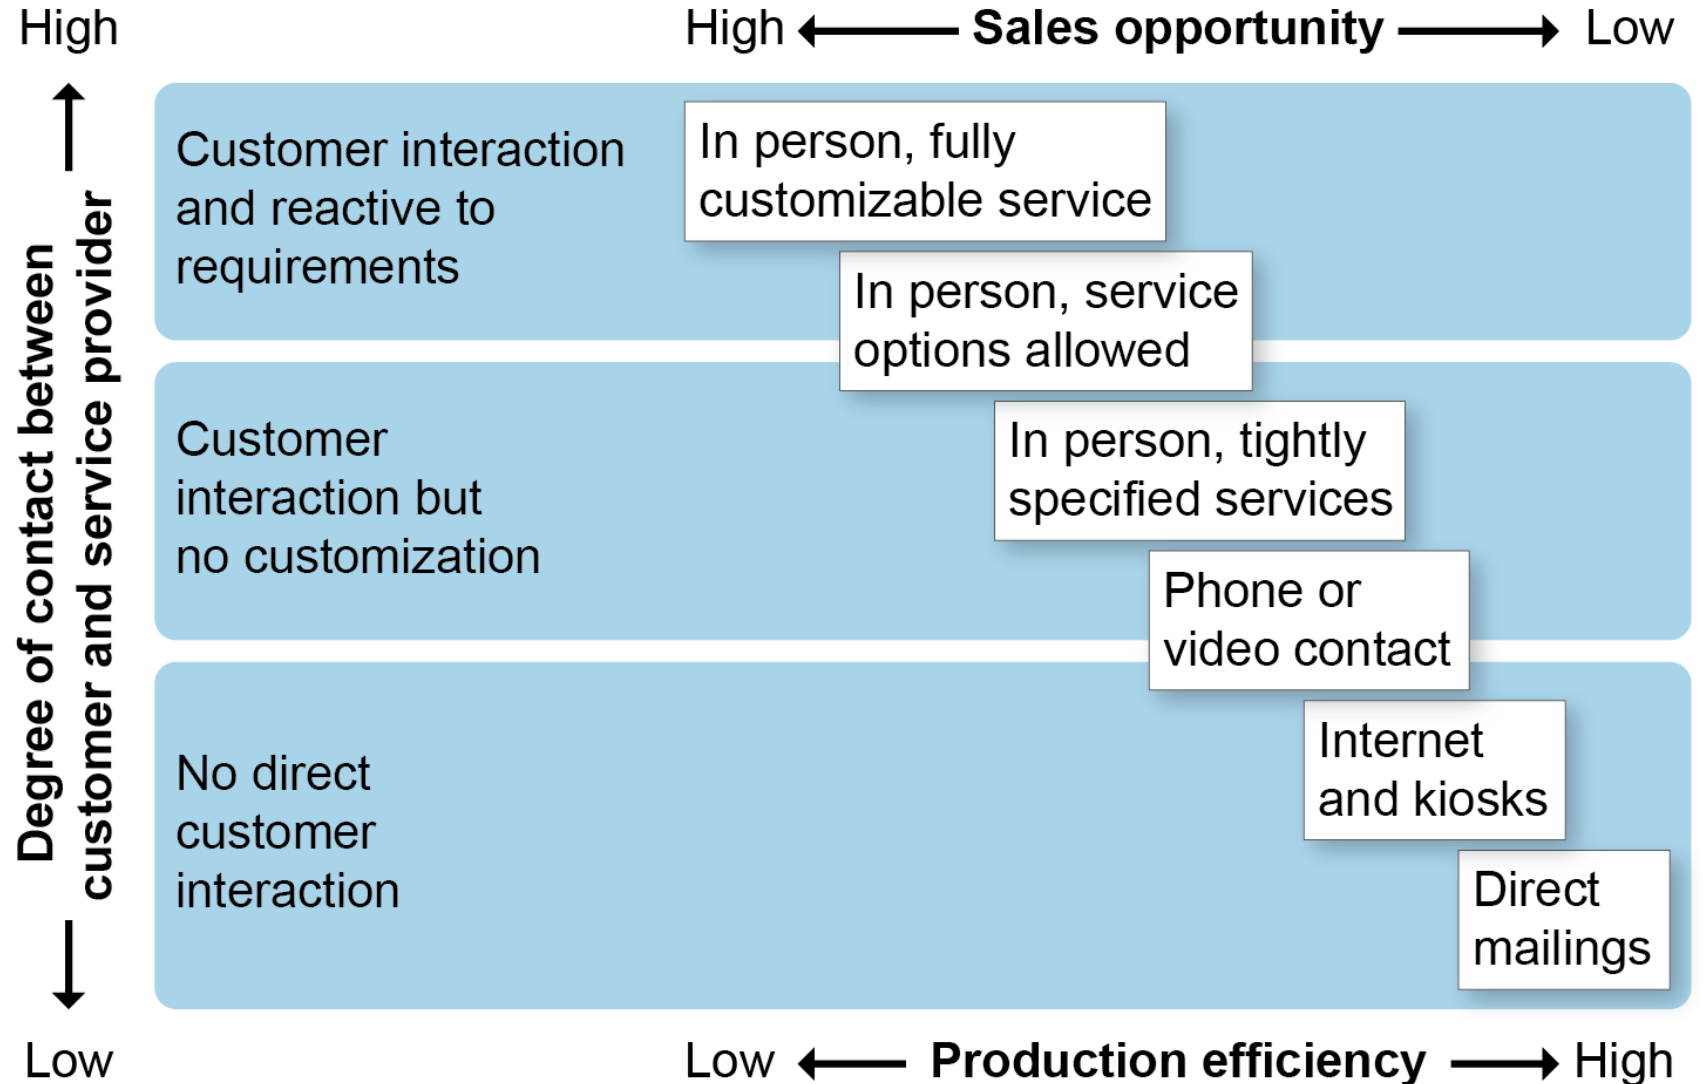 High
High Sales opportunity Low
Degree of contact between
customer and service provider
Customer interaction
and reactive to
requirements
In person, fully
customizable service
In person, service
options allowed
Customer
interaction but
no customization
In person, tightly
specified services
Phone or
video contact
No direct
customer
interaction
Internet
and kiosks
Direct
mailings
Low
Low Production efficiency High